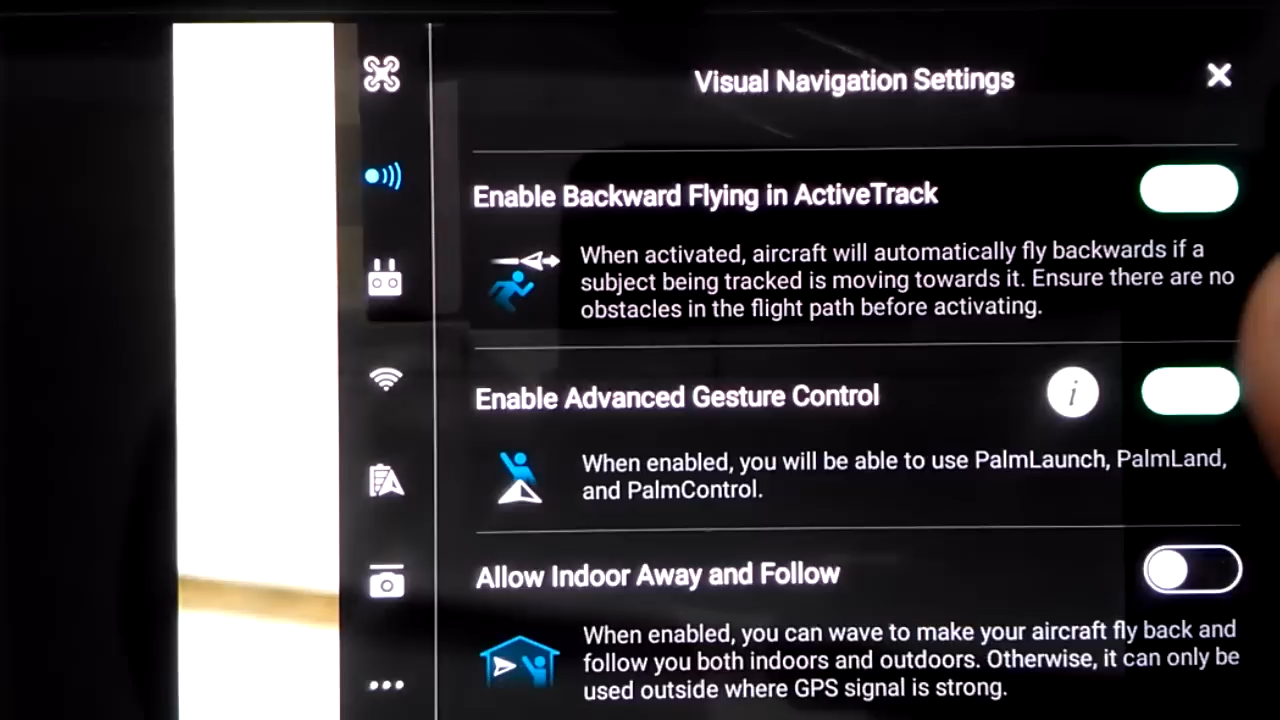 Visual Navigation Settings
Enable Backward Flying in ActiveTrack
When activated, aircraft will automatically fly backwards if a
subject being tracked is moving towards it. Ensure there are no
obstacles in the flight path before activating.
Enable Advanced Gesture Control
i
When enabled, you will be able to use PalmLaunch, PalmLand,
and PalmControl.
Allow Indoor Away and Follow
When enabled, you can wave to make your aircraft fly back and
follow you both indoors and outdoors. Otherwise, it can only be
used outside where GPS signal is strong.